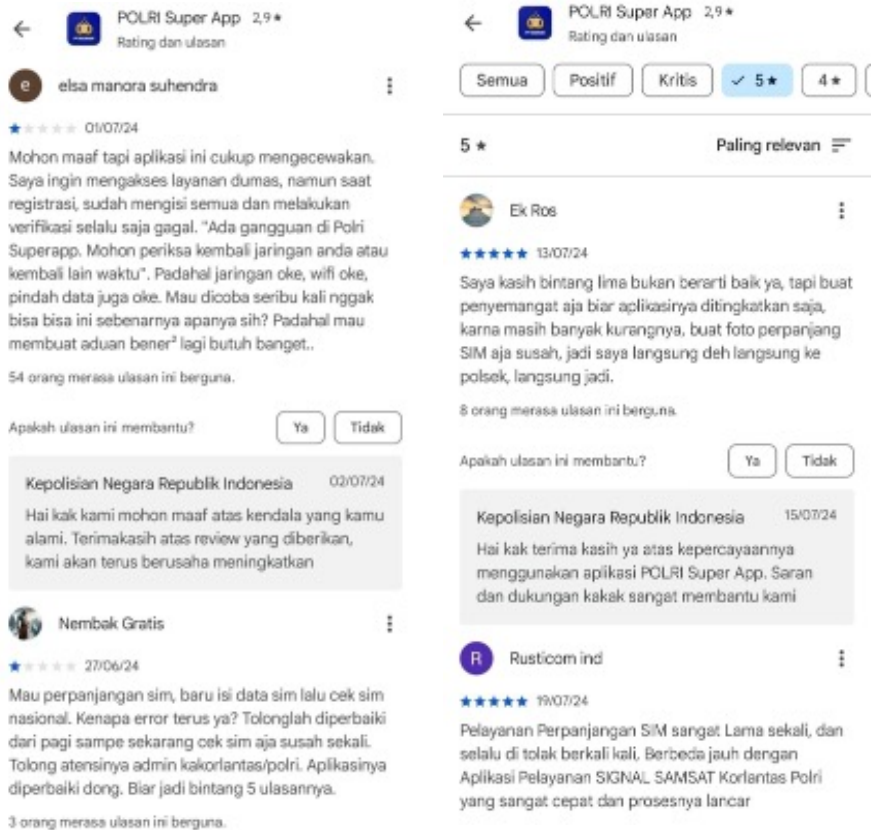 POLRI Super App 2,9★
Rating dan ulasan
e
elsa manora suhendra
01/07/24
Mohon maaf tapi aplikasi ini cukup mengecewakan.
Saya ingin mengakses layanan dumas, namun saat
registrasi, sudah mengisi semua dan melakukan
verifikasi selalu saja gagal. "Ada gangguan di Polri
Superapp. Mohon periksa kembali jaringan anda atau
kembali lain waktu". Padahal jaringan oke, wifi oke,
pindah data juga oke. Mau dicoba seribu kali nggak
bisa bisa ini sebenarnya apanya sih? Padahal mau
membuat aduan bener² lagi butuh banget..
54 orang merasa ulasan ini berguna.
Apakah ulasan ini membantu?
Ya
Tidak
Kepolisian Negara Republik Indonesia 02/07/24
Hai kak kami mohon maaf atas kendala yang kamu
alami. Terimakasih atas review yang diberikan,
kami akan terus berusaha meningkatkan
Nembak Gratis
27/06/24
Mau perpanjangan sim, baru isi data sim lalu cek sim
nasional. Kenapa error terus ya? Tolonglah diperbaiki
dari pagi sampe sekarang cek sim aja susah sekali.
Tolong atensinya admin kakorlantas/polri. Aplikasinya
diperbaiki dong. Biar jadi bintang 5 ulasannya.
3 orang merasa ulasan ini berguna.
POLRI Super App 2,9★
Rating dan ulasan
Semua
Positif
Kritis
✓ 5★
4★
5★
Paling relevan
Ek Ros
★★★★★ 13/07/24
Saya kasih bintang lima bukan berarti baik ya, tapi buat
penyemangat aja biar aplikasinya ditingkatkan saja,
karna masih banyak kurangnya, buat foto perpanjang
SIM aja susah, jadi saya langsung deh langsung ke
polsek, langsung jadi.
8 orang merasa ulasan ini berguna.
Apakah ulasan ini membantu?
Ya
Tidak
Kepolisian Negara Republik Indonesia 15/07/24
Hai kak terima kasih ya atas kepercayaannya
menggunakan aplikasi POLRI Super App. Saran
dan dukungan kakak sangat membantu kami
R
Rusticom ind
★★★★★ 19/07/24
Pelayanan Perpanjangan SIM sangat Lama sekali, dan
selalu di tolak berkali kali, Berbeda jauh dengan
Aplikasi Pelayanan SIGNAL SAMSAT Korlantas Polri
yang sangat cepat dan prosesnya lancar